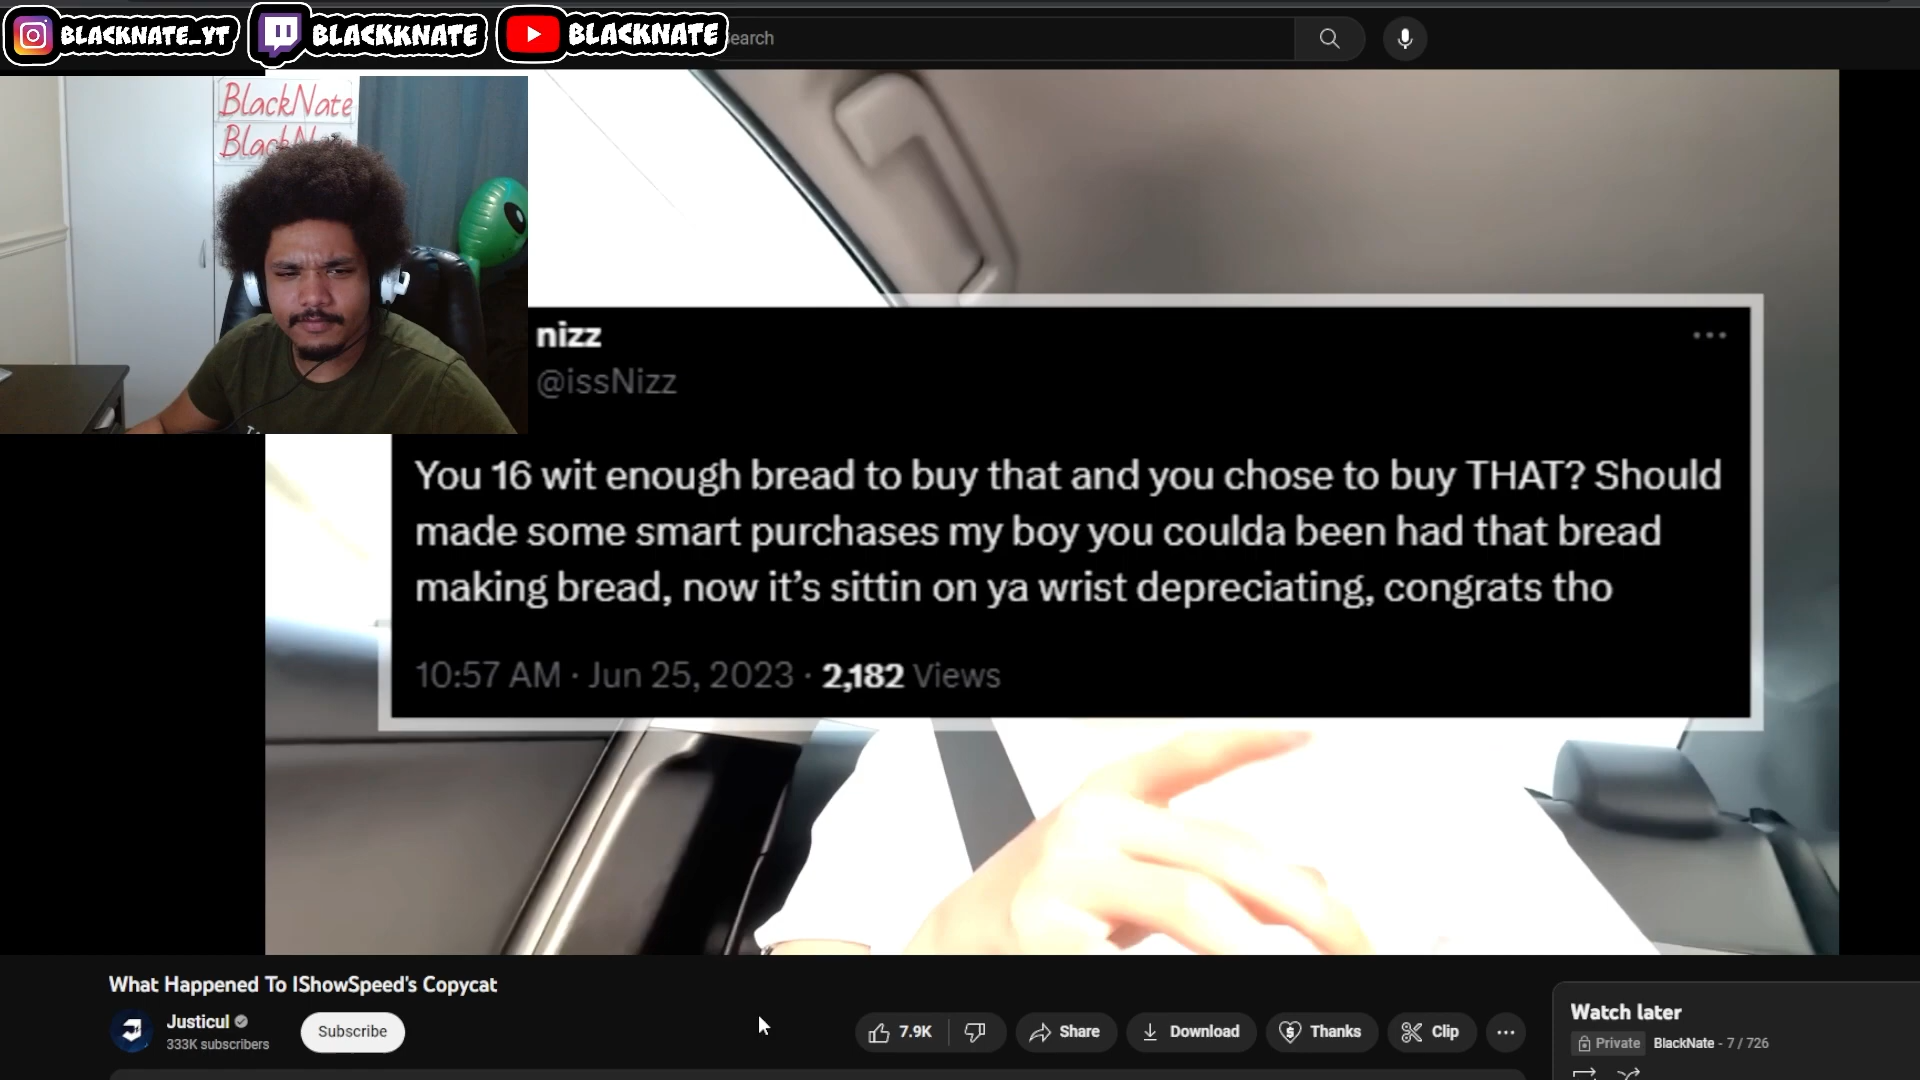 BLACKNATE_YT
BLACKKNATE
BLACKNATE
earch
BlackNate
nizz
@issNizz
You 16 wit enough bread to buy that and you chose to buy THAT? Should
made some smart purchases my boy you coulda been had that bread
making bread, now it's sittin on ya wrist depreciating, congrats tho
10:57 AM · Jun 25, 2023 · 2,182 Views
What Happened To IShowSpeed's Copycat
Justicul
333K subscribers
Subscribe
7.9K
Share
Download
Thanks
Clip
Watch later
Private
BlackNate - 7 / 726